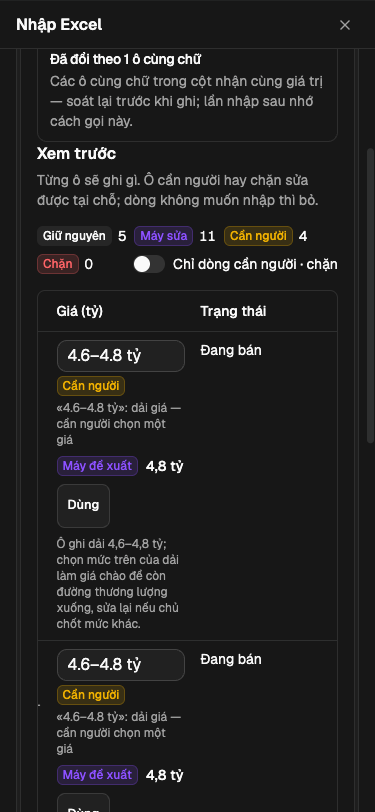 Nhập Excel
Đã đổi theo 1 ô cùng chữ
Các ô cùng chữ trong cột nhận cùng giá trị
— soát lại trước khi ghi; lần nhập sau nhớ
cách gọi này.
Xem trước
Từng ô sẽ ghi gì. Ô cần người hay chặn sửa
được tại chỗ; dòng không muốn nhập thì bỏ.
Giữ nguyên 5 Máy sửa 11 Cần người 4
Chặn 0 Chỉ dòng cần người · chặn
Giá (tỷ) Trạng thái
4.6–4.8 tỷ Đang bán
Cần người
«4.6–4.8 tỷ»: dải giá —
cần người chọn một
giá
Máy đề xuất 4,8 tỷ
Dùng
Ô ghi dải 4,6–4,8 tỷ;
chọn mức trên của dải
làm giá chào để còn
đường thương lượng
xuống, sửa lại nếu chủ
chốt mức khác.
4.6–4.8 tỷ Đang bán
Cần người
«4.6–4.8 tỷ»: dải giá —
cần người chọn một
giá
Máy đề xuất 4,8 tỷ
Dùng